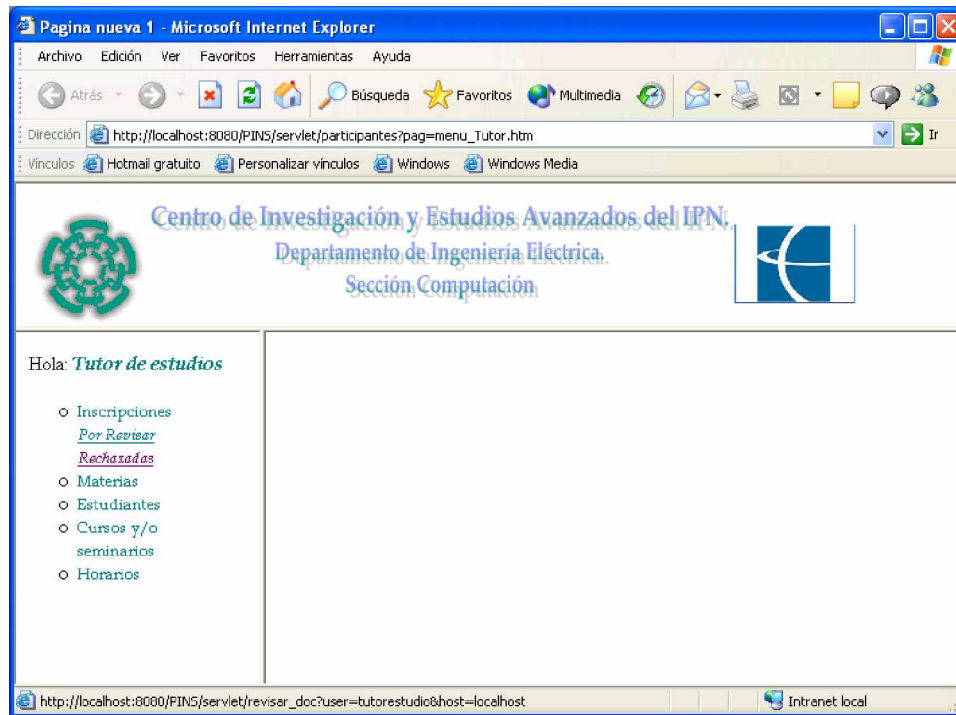 Pagina nueva 1 - Microsoft Internet Explorer
Archivo Edición Ver Favoritos Herramientas Ayuda
Atrás Búsqueda Favoritos Multimedia
Dirección http://localhost:8080/PINS/servlet/participantes?pag=menu_Tutor.htm Ir
Vínculos Hotmail gratuito Personalizar vínculos Windows Windows Media
Centro de Investigación y Estudios Avanzados del IPN.
Departamento de Ingeniería Eléctrica.
Sección Computación
Hola: Tutor de estudios
Inscripciones
Por Revisar
Rechazadas
Materias
Estudiantes
Cursos y/o
seminarios
Horarios
http://localhost:8080/PINS/servlet/revisar_doc?user=tutorestudio&host=localhost Intranet local